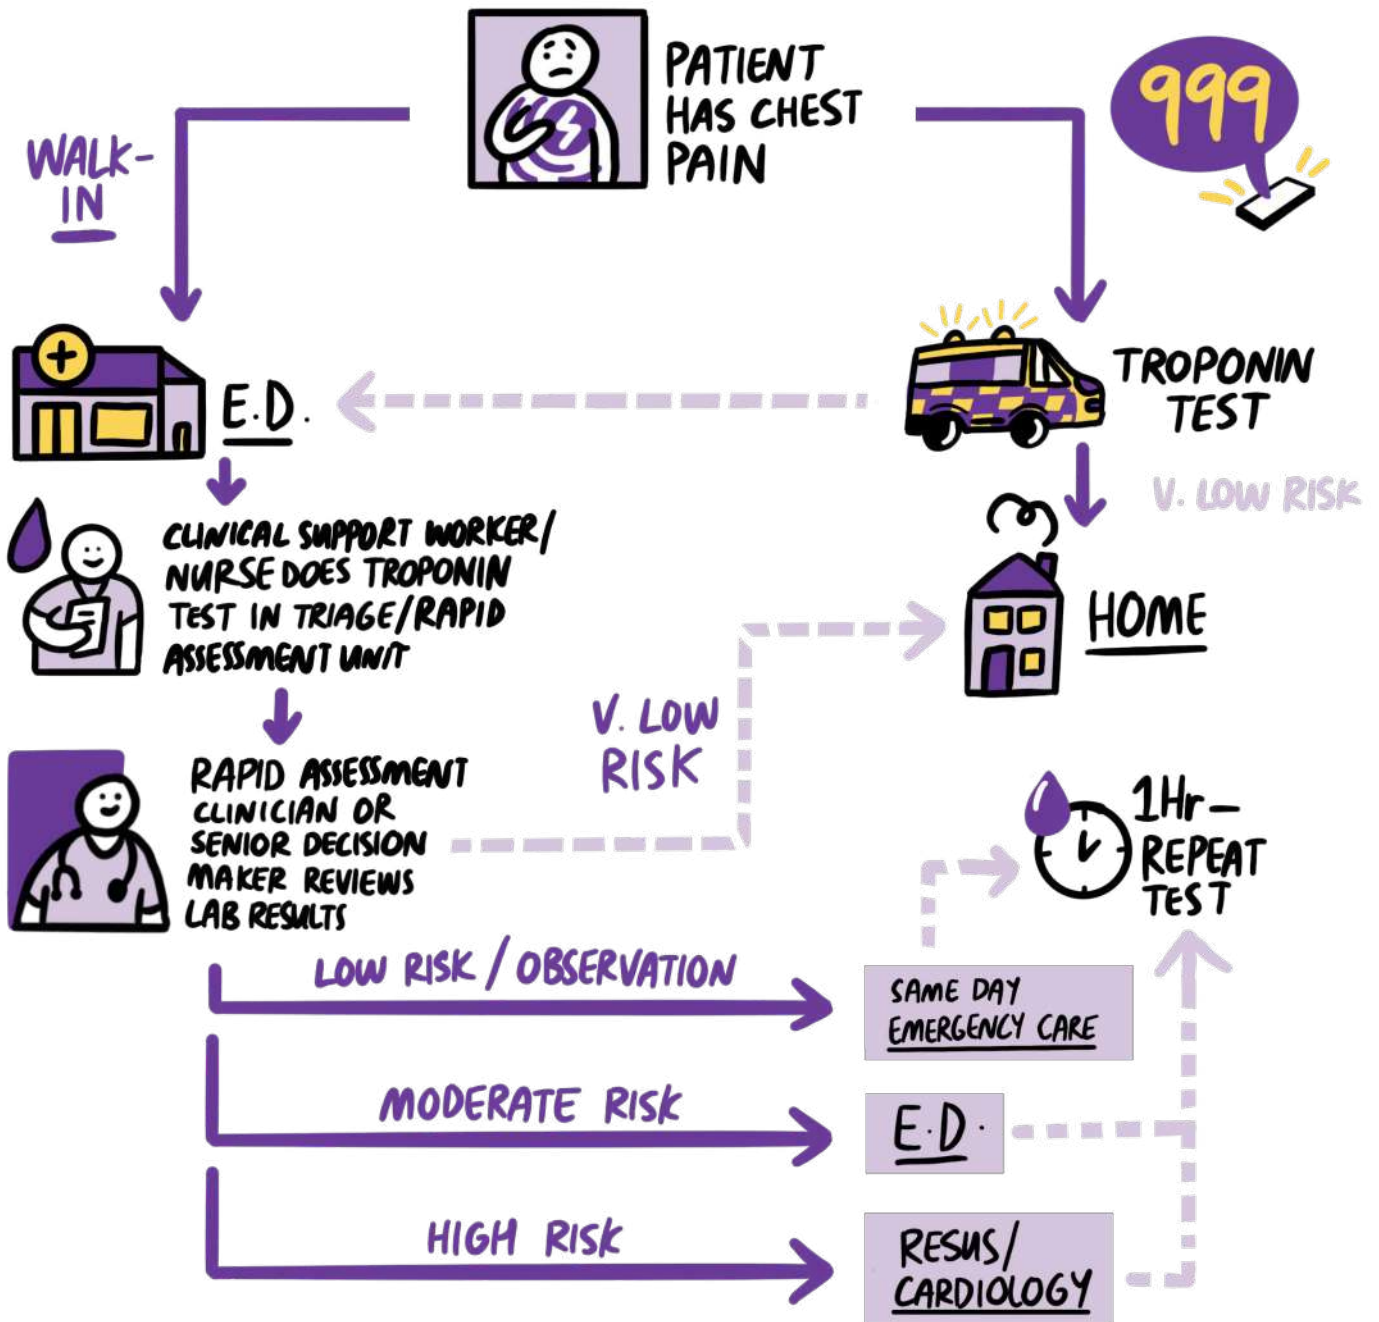 PATIENT
HAS CHEST
PAIN
999
WALK-
IN
E.D.
TROPONIN
TEST
V. LOW RISK
CLINICAL SUPPORT WORKER/
NURSE DOES TROPONIN
TEST IN TRIAGE/RAPID
ASSESSMENT UNIT
HOME
V. LOW
RISK
RAPID ASSESSMENT
CLINICIAN OR
SENIOR DECISION
MAKER REVIEWS
LAB RESULTS
1Hr-
REPEAT
TEST
LOW RISK / OBSERVATION
SAME DAY
EMERGENCY CARE
MODERATE RISK
E.D.
HIGH RISK
RESUS/
CARDIOLOGY